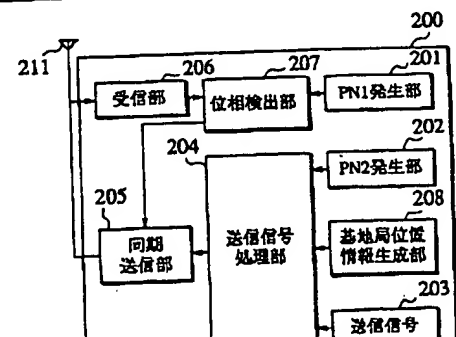 200
211
206
207
201
受信部
位相検出部
PN1発生部
204
202
PN2発生部
205
208
同期
送信部
送信信号
処理部
基地局位置
情報生成部
203
送信信号